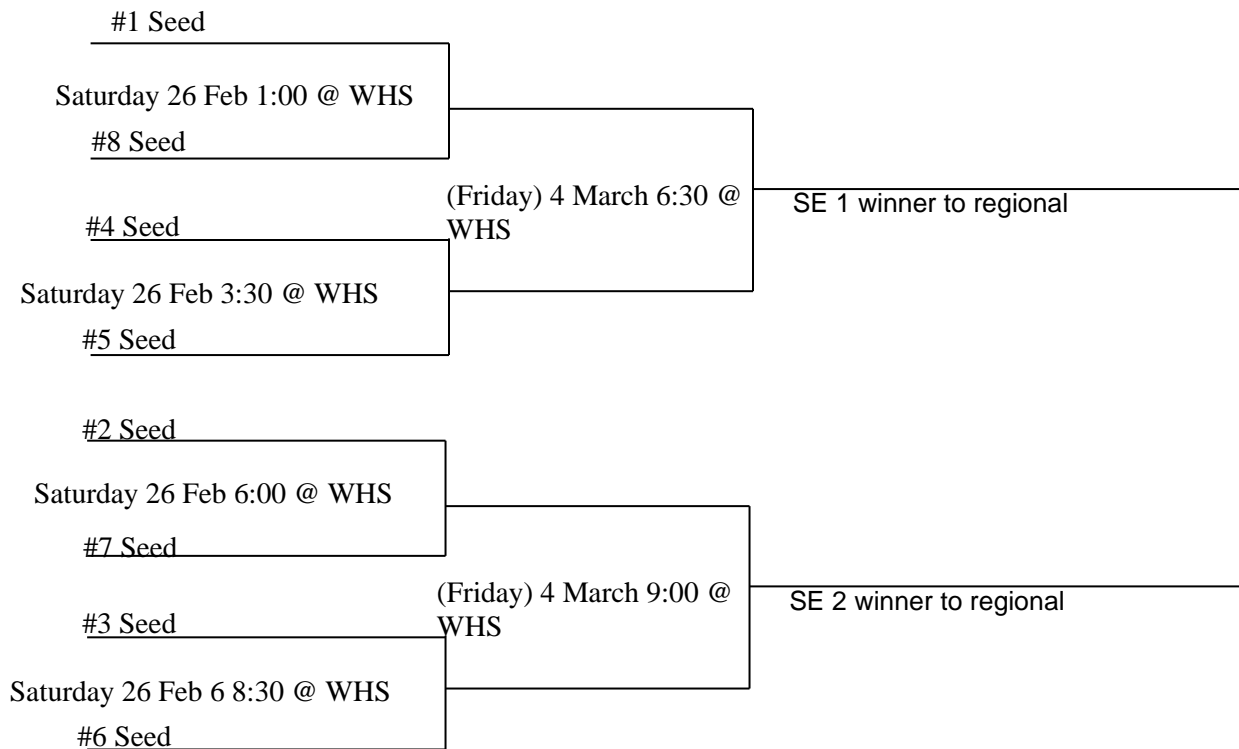 #1 Seed
Saturday 26 Feb 1:00 @ WHS
#8 Seed
(Friday) 4 March 6:30 @
WHS
SE 1 winner to regional
#4 Seed
Saturday 26 Feb 3:30 @ WHS
#5 Seed
#2 Seed
Saturday 26 Feb 6:00 @ WHS
#7 Seed
(Friday) 4 March 9:00 @
WHS
SE 2 winner to regional
#3 Seed
Saturday 26 Feb 6 8:30 @ WHS
#6 Seed